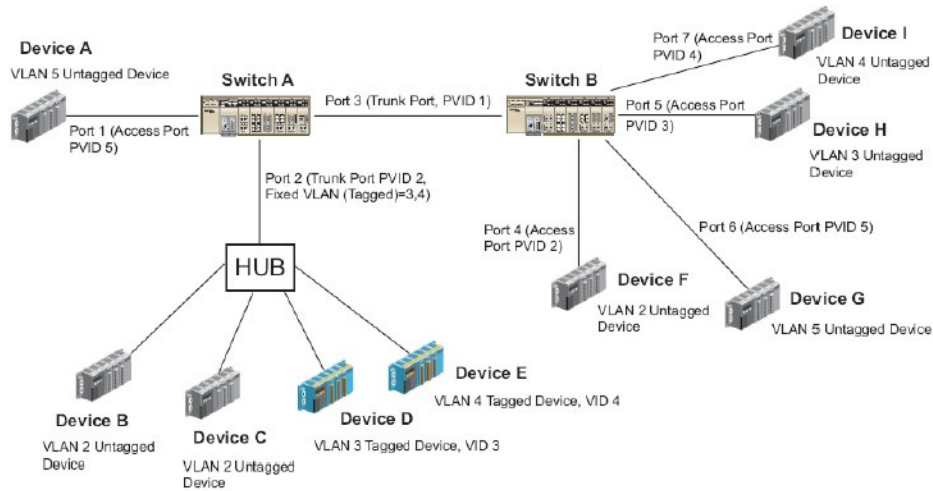 Device A
VLAN 5 Untagged Device
Port 1 (Access Port
PVID 5)
Switch A
Port 3 (Trunk Port, PVID 1)
Switch B
Port 7 (Access Port
PVID 4)
Device I
VLAN 4 Untagged
Device
Port 5 (Access Port
PVID 3)
Device H
VLAN 3 Untagged
Device
Port 2 (Trunk Port PVID 2,
Fixed VLAN (Tagged)=3,4)
HUB
Port 4 (Access
Port PVID 2)
Port 6 (Access Port PVID 5)
Device F
VLAN 2 Untagged
Device
Device G
VLAN 5 Untagged Device
Device B
VLAN 2 Untagged
Device
Device C
VLAN 2 Untagged
Device
Device D
VLAN 3 Tagged Device, VID 3
Device E
VLAN 4 Tagged Device, VID 4